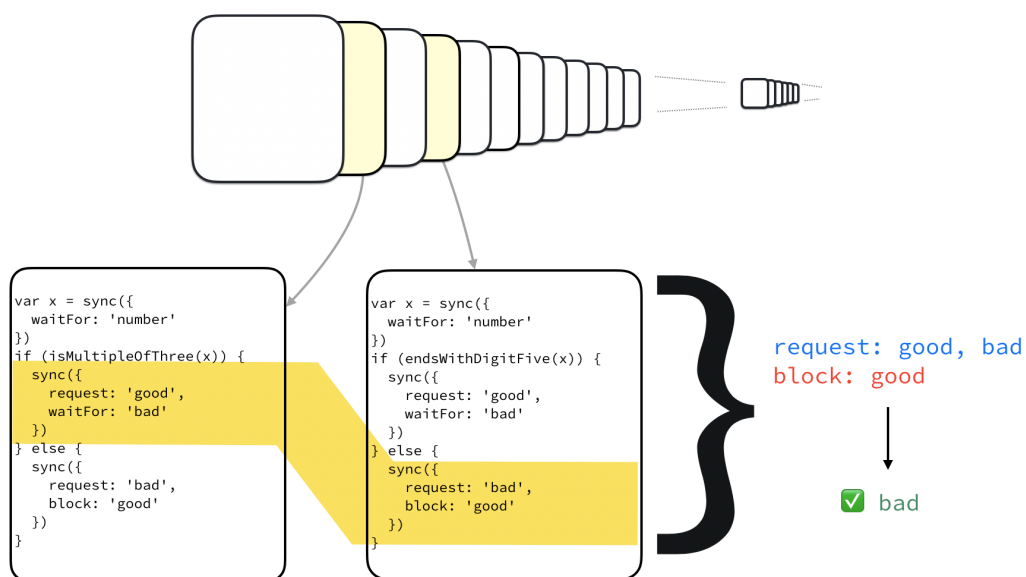 var x = sync({
  waitFor: 'number'
})
if (isMultipleOfThree(x)) {
  sync({
    request: 'good',
    waitFor: 'bad'
  })
} else {
  sync({
    request: 'bad',
    block: 'good'
  })
}
var x = sync({
  waitFor: 'number'
})
if (endsWithDigitFive(x)) {
  sync({
    request: 'good',
    waitFor: 'bad'
  })
} else {
  sync({
    request: 'bad',
    block: 'good'
  })
}
}
request: good, bad
block: good
✅ bad